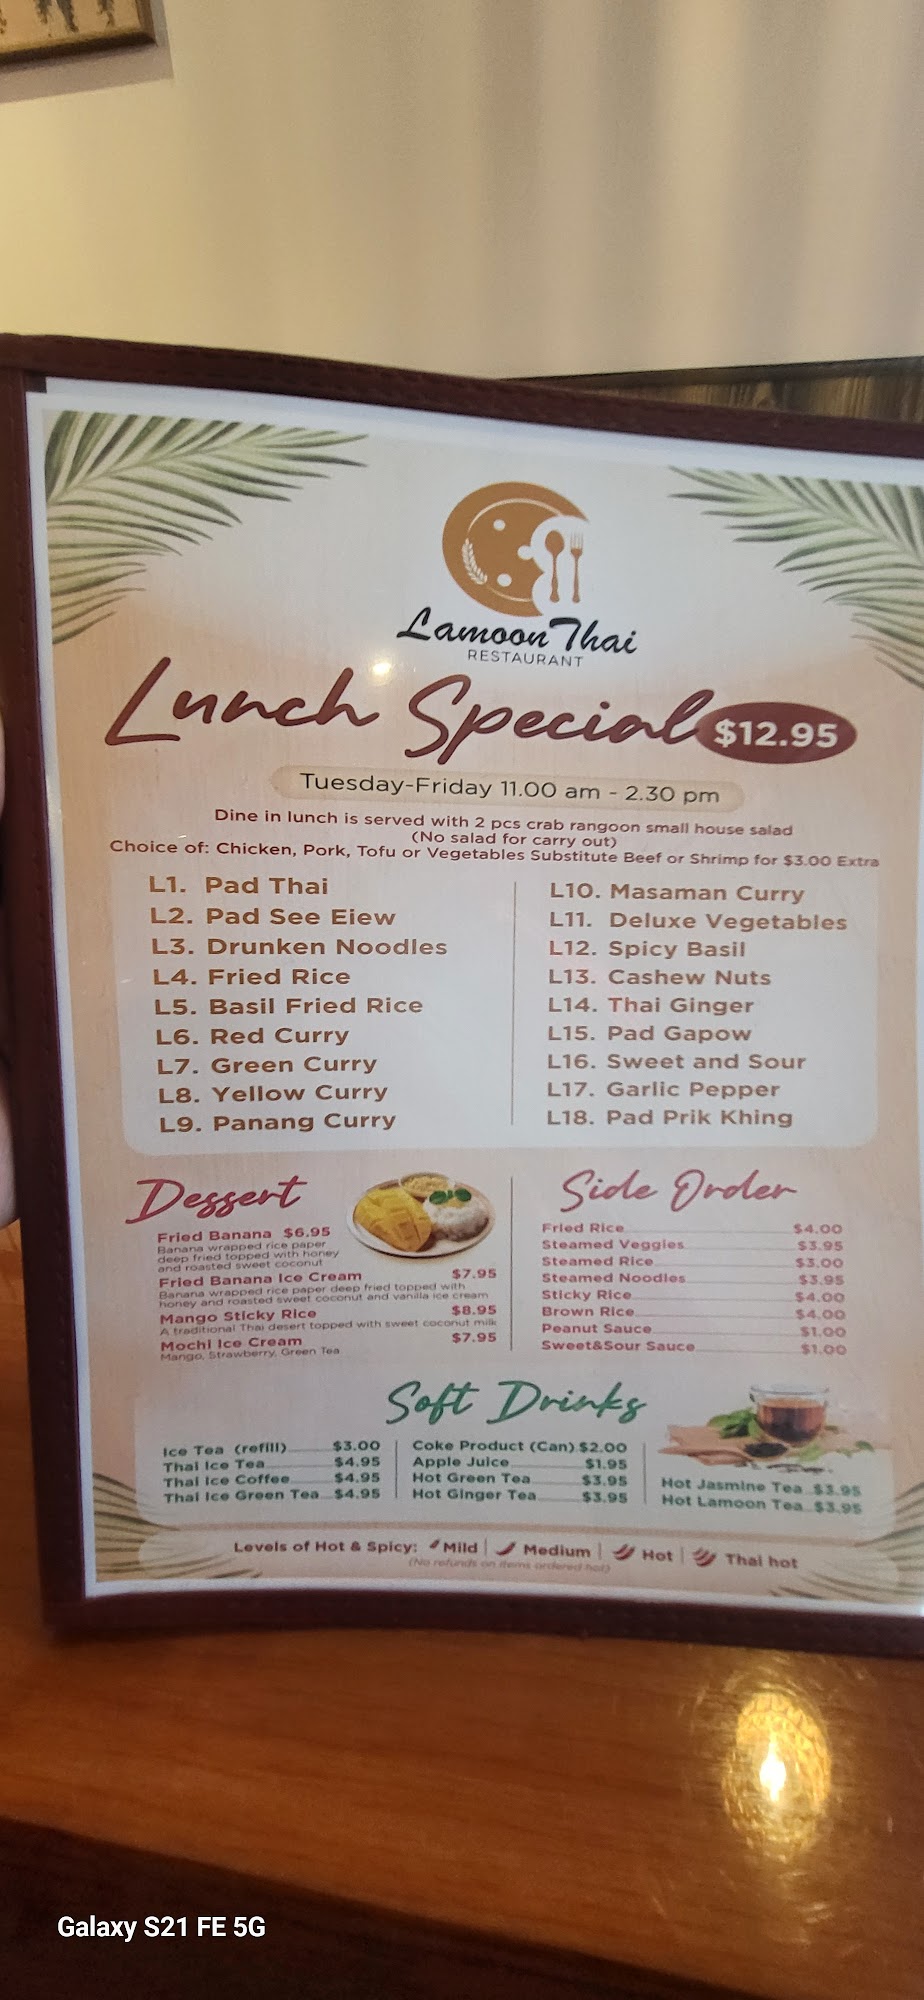 Lamoon Thai
RESTAURANT
Lunch Special $12.95
Tuesday-Friday 11.00 am - 2.30 pm
Dine in lunch is served with 2 pcs crab rangoon small house salad
(No salad for carry out)
Choice of: Chicken, Pork, Tofu or Vegetables Substitute Beef or Shrimp for $3.00 Extra
L1. Pad Thai
L2. Pad See Eiew
L3. Drunken Noodles
L4. Fried Rice
L5. Basil Fried Rice
L6. Red Curry
L7. Green Curry
L8. Yellow Curry
L9. Panang Curry
L10. Masaman Curry
L11. Deluxe Vegetables
L12. Spicy Basil
L13. Cashew Nuts
L14. Thai Ginger
L15. Pad Gapow
L16. Sweet and Sour
L17. Garlic Pepper
L18. Pad Prik Khing
Dessert
Fried Banana $6.95
Banana wrapped rice paper
deep fried topped with honey
and roasted sweet coconut
Fried Banana Ice Cream $7.95
Banana wrapped rice paper deep fried topped with
honey and roasted sweet coconut and vanilla ice cream
Mango Sticky Rice $8.95
A traditional Thai desert topped with sweet coconut milk
Mochi Ice Cream $7.95
Mango, Strawberry, Green Tea
Side Order
Fried Rice $4.00
Steamed Veggies $3.95
Steamed Rice $3.00
Steamed Noodles $3.95
Sticky Rice $4.00
Brown Rice $4.00
Peanut Sauce $1.00
Sweet&Sour Sauce $1.00
Soft Drinks
Ice Tea (refill) $3.00
Thai Ice Tea $4.95
Thai Ice Coffee $4.95
Thai Ice Green Tea $4.95
Coke Product (Can) $2.00
Apple Juice $1.95
Hot Green Tea $3.95
Hot Ginger Tea $3.95
Hot Jasmine Tea $3.95
Hot Lamoon Tea $3.95
Levels of Hot & Spicy: Mild | Medium | Hot | Thai hot
(No refunds on items ordered hot)
Galaxy S21 FE 5G